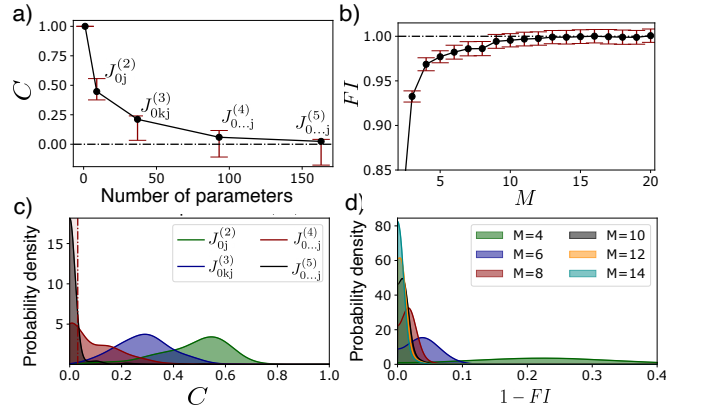 a)
C
1.00
0.75
0.50
0.25
0.00
J_{0j}^{(2)}
J_{0kj}^{(3)}
J_{0...j}^{(4)}
J_{0...j}^{(5)}
0
50
100
150
Number of parameters
b)
FI
1.00
0.95
0.90
0.85
5
10
15
20
M
c)
Probability density
15
10
5
J_{0j}^{(2)}
J_{0kj}^{(3)}
J_{0...j}^{(4)}
J_{0...j}^{(5)}
0.0
0.2
0.4
0.6
0.8
1.0
C
d)
Probability density
80
60
40
20
0
M=4
M=6
M=8
M=10
M=12
M=14
0.0
0.1
0.2
0.3
0.4
1 − FI